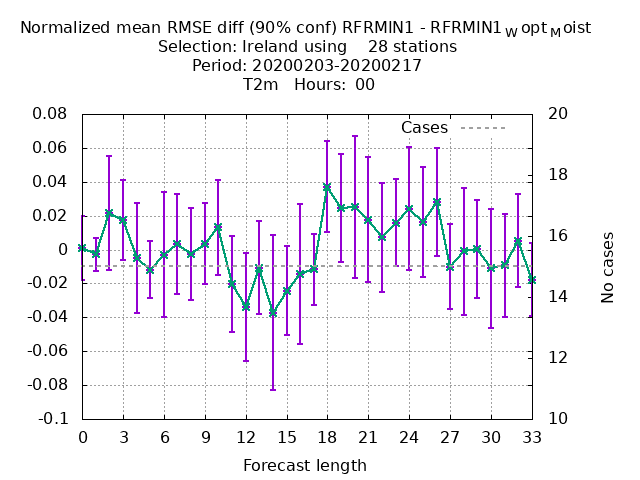 Normalized mean RMSE diff (90% conf) RFRMIN1 - RFRMIN1WoptMoist
Selection: Ireland using 28 stations
Period: 20200203-20200217
T2m Hours: 00
0.08 20
Cases
0.06
0.04 18
0.02 16
0
-0.02
-0.04 14
-0.06 12
-0.08
-0.1 10
No cases
0 3 6 9 12 15 18 21 24 27 30 33
Forecast length